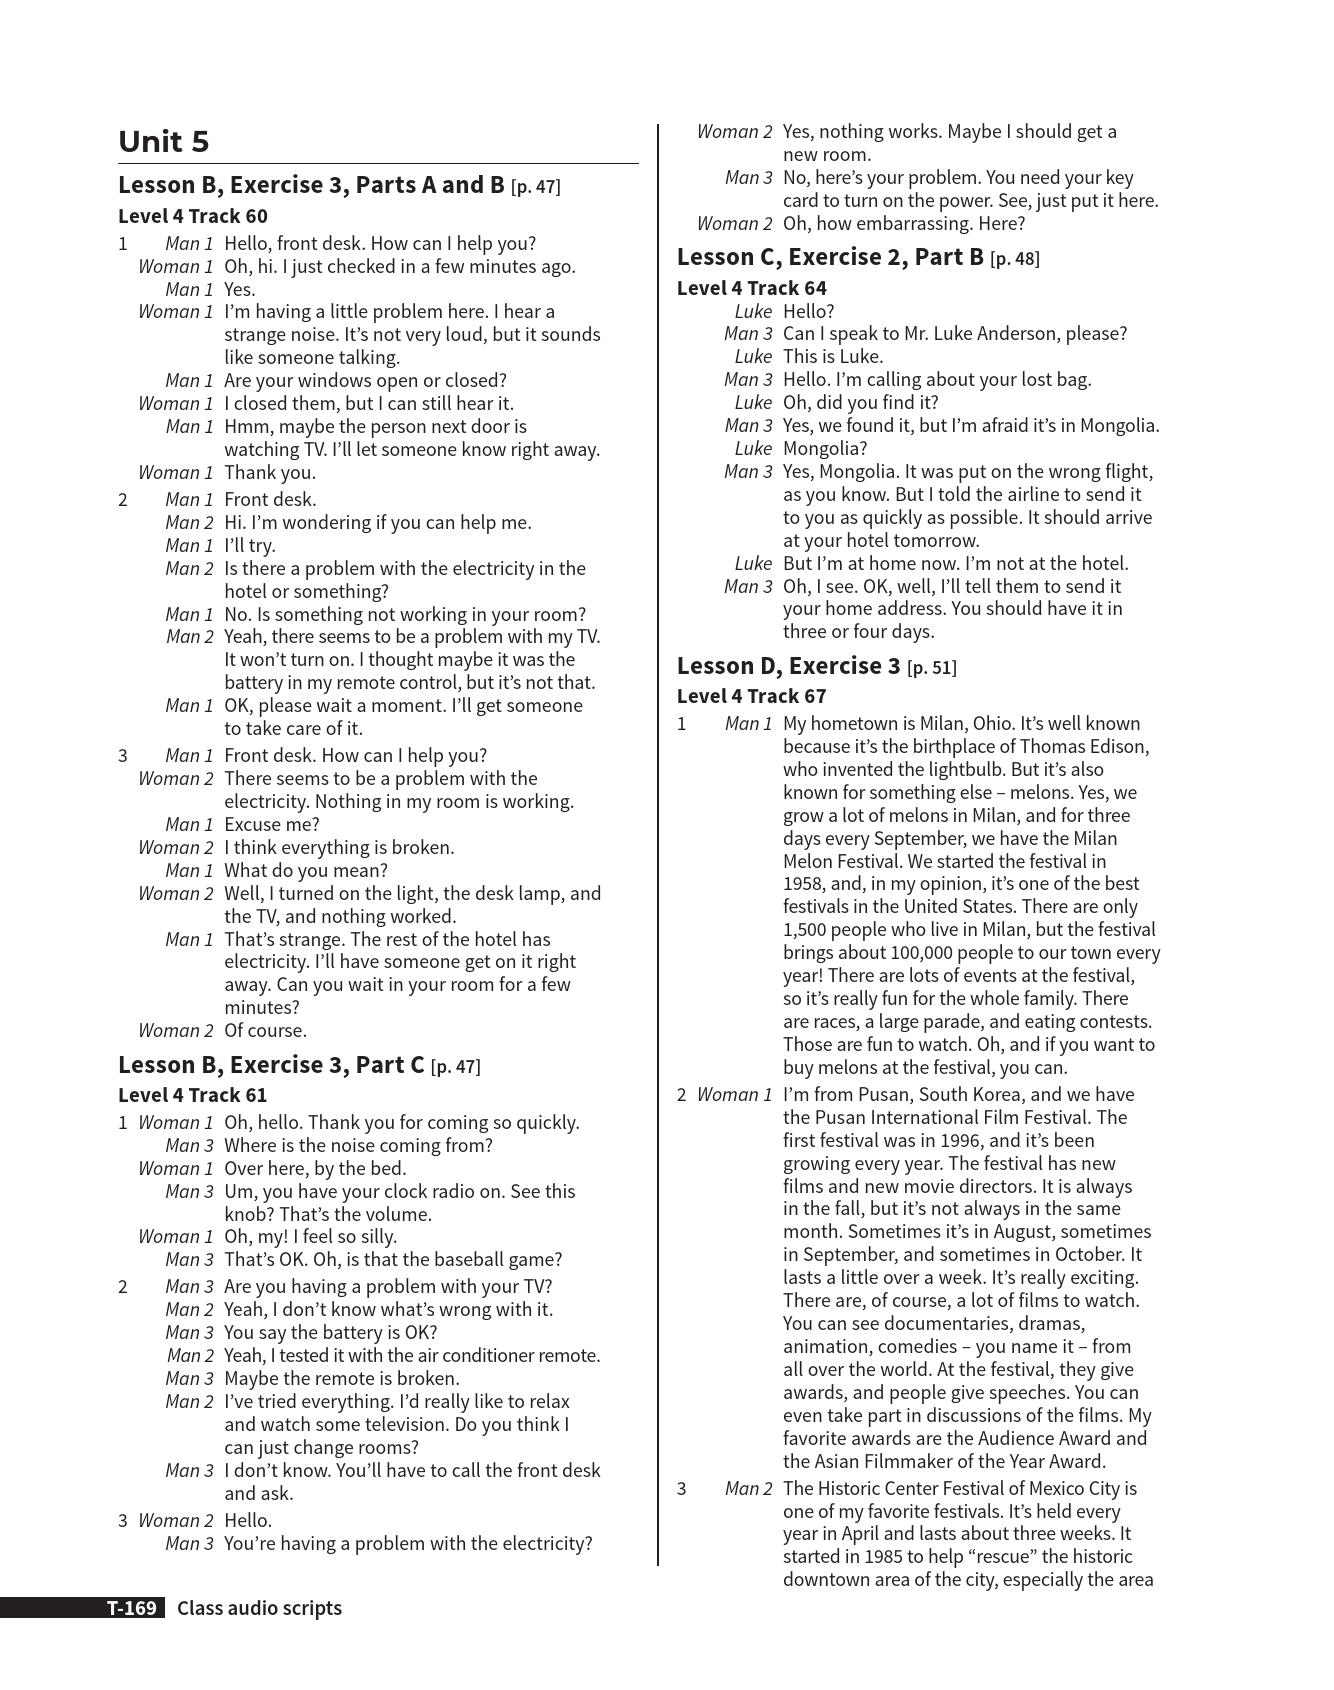 Unit 5
Lesson B, Exercise 3, Parts A and B [p. 47]
Level 4 Track 60
1 Man 1 Hello, front desk. How can I help you?
Woman 1 Oh, hi. I just checked in a few minutes ago.
Man 1 Yes.
Woman 1 I’m having a little problem here. I hear a
strange noise. It’s not very loud, but it sounds
like someone talking.
Man 1 Are your windows open or closed?
Woman 1 I closed them, but I can still hear it.
Man 1 Hmm, maybe the person next door is
watching TV. I’ll let someone know right away.
Woman 1 Thank you.
2 Man 1 Front desk.
Man 2 Hi. I’m wondering if you can help me.
Man 1 I’ll try.
Man 2 Is there a problem with the electricity in the
hotel or something?
Man 1 No. Is something not working in your room?
Man 2 Yeah, there seems to be a problem with my TV.
It won’t turn on. I thought maybe it was the
battery in my remote control, but it’s not that.
Man 1 OK, please wait a moment. I’ll get someone
to take care of it.
3 Man 1 Front desk. How can I help you?
Woman 2 There seems to be a problem with the
electricity. Nothing in my room is working.
Man 1 Excuse me?
Woman 2 I think everything is broken.
Man 1 What do you mean?
Woman 2 Well, I turned on the light, the desk lamp, and
the TV, and nothing worked.
Man 1 That’s strange. The rest of the hotel has
electricity. I’ll have someone get on it right
away. Can you wait in your room for a few
minutes?
Woman 2 Of course.
Lesson B, Exercise 3, Part C [p. 47]
Level 4 Track 61
1 Woman 1 Oh, hello. Thank you for coming so quickly.
Man 3 Where is the noise coming from?
Woman 1 Over here, by the bed.
Man 3 Um, you have your clock radio on. See this
knob? That’s the volume.
Woman 1 Oh, my! I feel so silly.
Man 3 That’s OK. Oh, is that the baseball game?
2 Man 3 Are you having a problem with your TV?
Man 2 Yeah, I don’t know what’s wrong with it.
Man 3 You say the battery is OK?
Man 2 Yeah, I tested it with the air conditioner remote.
Man 3 Maybe the remote is broken.
Man 2 I’ve tried everything. I’d really like to relax
and watch some television. Do you think I
can just change rooms?
Man 3 I don’t know. You’ll have to call the front desk
and ask.
3 Woman 2 Hello.
Man 3 You’re having a problem with the electricity?
Woman 2 Yes, nothing works. Maybe I should get a
new room.
Man 3 No, here’s your problem. You need your key
card to turn on the power. See, just put it here.
Woman 2 Oh, how embarrassing. Here?
Lesson C, Exercise 2, Part B [p. 48]
Level 4 Track 64
Luke Hello?
Man 3 Can I speak to Mr. Luke Anderson, please?
Luke This is Luke.
Man 3 Hello. I’m calling about your lost bag.
Luke Oh, did you find it?
Man 3 Yes, we found it, but I’m afraid it’s in Mongolia.
Luke Mongolia?
Man 3 Yes, Mongolia. It was put on the wrong flight,
as you know. But I told the airline to send it
to you as quickly as possible. It should arrive
at your hotel tomorrow.
Luke But I’m at home now. I’m not at the hotel.
Man 3 Oh, I see. OK, well, I’ll tell them to send it
your home address. You should have it in
three or four days.
Lesson D, Exercise 3 [p. 51]
Level 4 Track 67
1 Man 1 My hometown is Milan, Ohio. It’s well known
because it’s the birthplace of Thomas Edison,
who invented the lightbulb. But it’s also
known for something else – melons. Yes, we
grow a lot of melons in Milan, and for three
days every September, we have the Milan
Melon Festival. We started the festival in
1958, and, in my opinion, it’s one of the best
festivals in the United States. There are only
1,500 people who live in Milan, but the festival
brings about 100,000 people to our town every
year! There are lots of events at the festival,
so it’s really fun for the whole family. There
are races, a large parade, and eating contests.
Those are fun to watch. Oh, and if you want to
buy melons at the festival, you can.
2 Woman 1 I’m from Pusan, South Korea, and we have
the Pusan International Film Festival. The
first festival was in 1996, and it’s been
growing every year. The festival has new
films and new movie directors. It is always
in the fall, but it’s not always in the same
month. Sometimes it’s in August, sometimes
in September, and sometimes in October. It
lasts a little over a week. It’s really exciting.
There are, of course, a lot of films to watch.
You can see documentaries, dramas,
animation, comedies – you name it – from
all over the world. At the festival, they give
awards, and people give speeches. You can
even take part in discussions of the films. My
favorite awards are the Audience Award and
the Asian Filmmaker of the Year Award.
3 Man 2 The Historic Center Festival of Mexico City is
one of my favorite festivals. It’s held every
year in April and lasts about three weeks. It
started in 1985 to help “rescue” the historic
downtown area of the city, especially the area
T-169 Class audio scripts